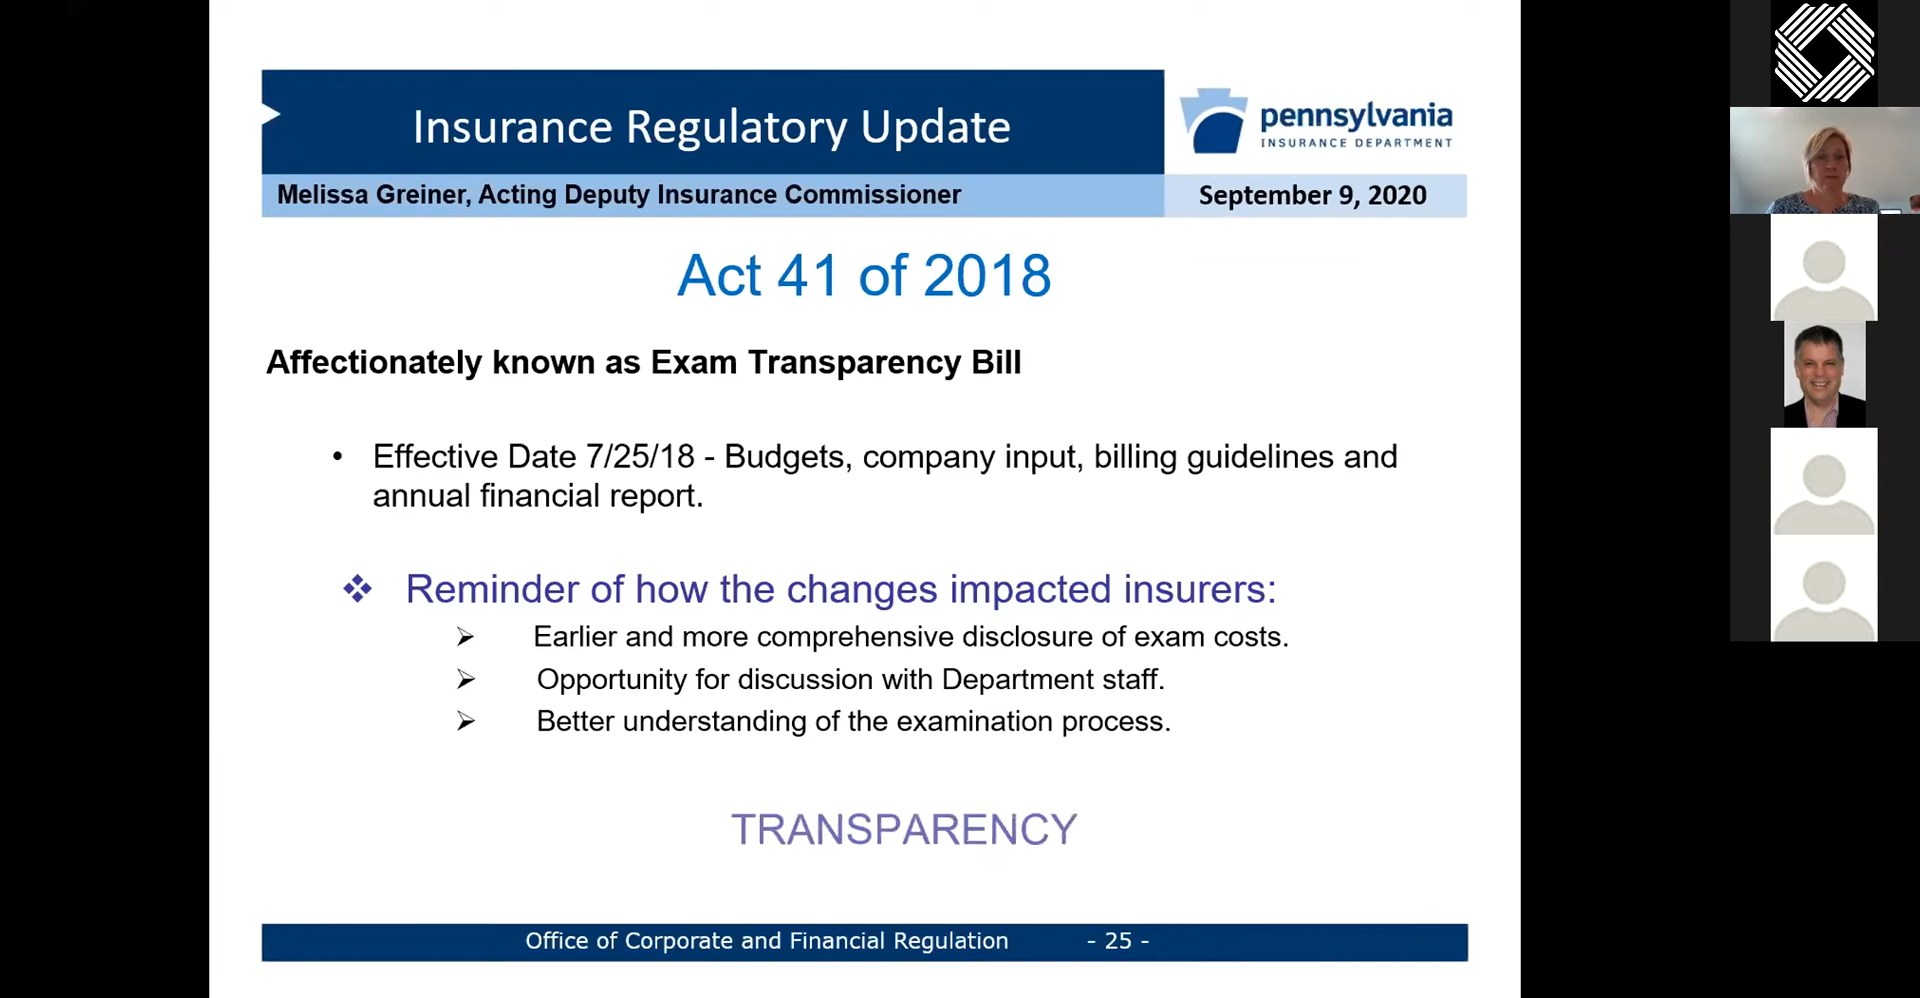 Insurance Regulatory Update
pennsylvania
INSURANCE DEPARTMENT
Melissa Greiner, Acting Deputy Insurance Commissioner
September 9, 2020
Act 41 of 2018
Affectionately known as Exam Transparency Bill
• Effective Date 7/25/18 - Budgets, company input, billing guidelines and
annual financial report.
❖ Reminder of how the changes impacted insurers:
➢ Earlier and more comprehensive disclosure of exam costs.
➢ Opportunity for discussion with Department staff.
➢ Better understanding of the examination process.
TRANSPARENCY
Office of Corporate and Financial Regulation - 25 -